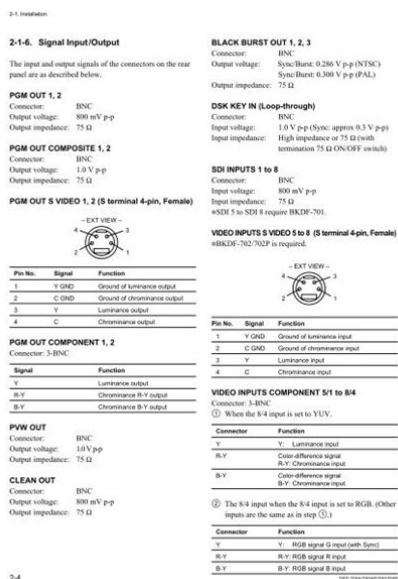 2-1. Installation
2-1-6. Signal Input/Output
The input and output signals of the connectors on the rear
panel are as described below.
PGM OUT 1, 2
Connector: BNC
Output voltage: 800 mV p-p
Output impedance: 75 Ω
PGM OUT COMPOSITE 1, 2
Connector: BNC
Output voltage: 1.0 V p-p
Output impedance: 75 Ω
PGM OUT S VIDEO 1, 2 (S terminal 4-pin, Female)
– EXT VIEW –
4 3
2 1
Pin No. Signal Function
1 Y GND Ground of luminance output
2 C GND Ground of chrominance output
3 Y Luminance output
4 C Chrominance output
PGM OUT COMPONENT 1, 2
Connector: 3-BNC
Signal Function
Y Luminance output
R-Y Chrominance R-Y output
B-Y Chrominance B-Y output
PVW OUT
Connector: BNC
Output voltage: 1.0 V p-p
Output impedance: 75 Ω
CLEAN OUT
Connector: BNC
Output voltage: 800 mV p-p
Output impedance: 75 Ω
BLACK BURST OUT 1, 2, 3
Connector: BNC
Output voltage: Sync/Burst: 0.286 V p-p (NTSC)
Sync/Burst: 0.300 V p-p (PAL)
Output impedance: 75 Ω
DSK KEY IN (Loop-through)
Connector: BNC
Input voltage: 1.0 V p-p (Sync: approx 0.3 V p-p)
Input impedance: High impedance or 75 Ω (with
termination 75 Ω ON/OFF switch)
SDI INPUTS 1 to 8
Connector: BNC
Input voltage: 800 mV p-p
Input impedance: 75 Ω
※SDI 5 to SDI 8 require BKDF-701.
VIDEO INPUTS S VIDEO 5 to 8 (S terminal 4-pin, Female)
※BKDF-702/702P is required.
– EXT VIEW –
4 3
2 1
Pin No. Signal Function
1 Y GND Ground of luminance input
2 C GND Ground of chrominance input
3 Y Luminance input
4 C Chrominance input
VIDEO INPUTS COMPONENT 5/1 to 8/4
Connector: 3-BNC
① When the 8/4 input is set to YUV.
Connector Function
Y Y: Luminance input
R-Y Color-difference signal
R-Y: Chrominance input
B-Y Color-difference signal
B-Y: Chrominance input
② The 8/4 input when the 8/4 input is set to RGB. (Other
inputs are the same as in step ①.)
Connector Function
Y Y: RGB signal G input (with Sync)
R-Y R-Y: RGB signal R input
B-Y B-Y: RGB signal B input
2-4